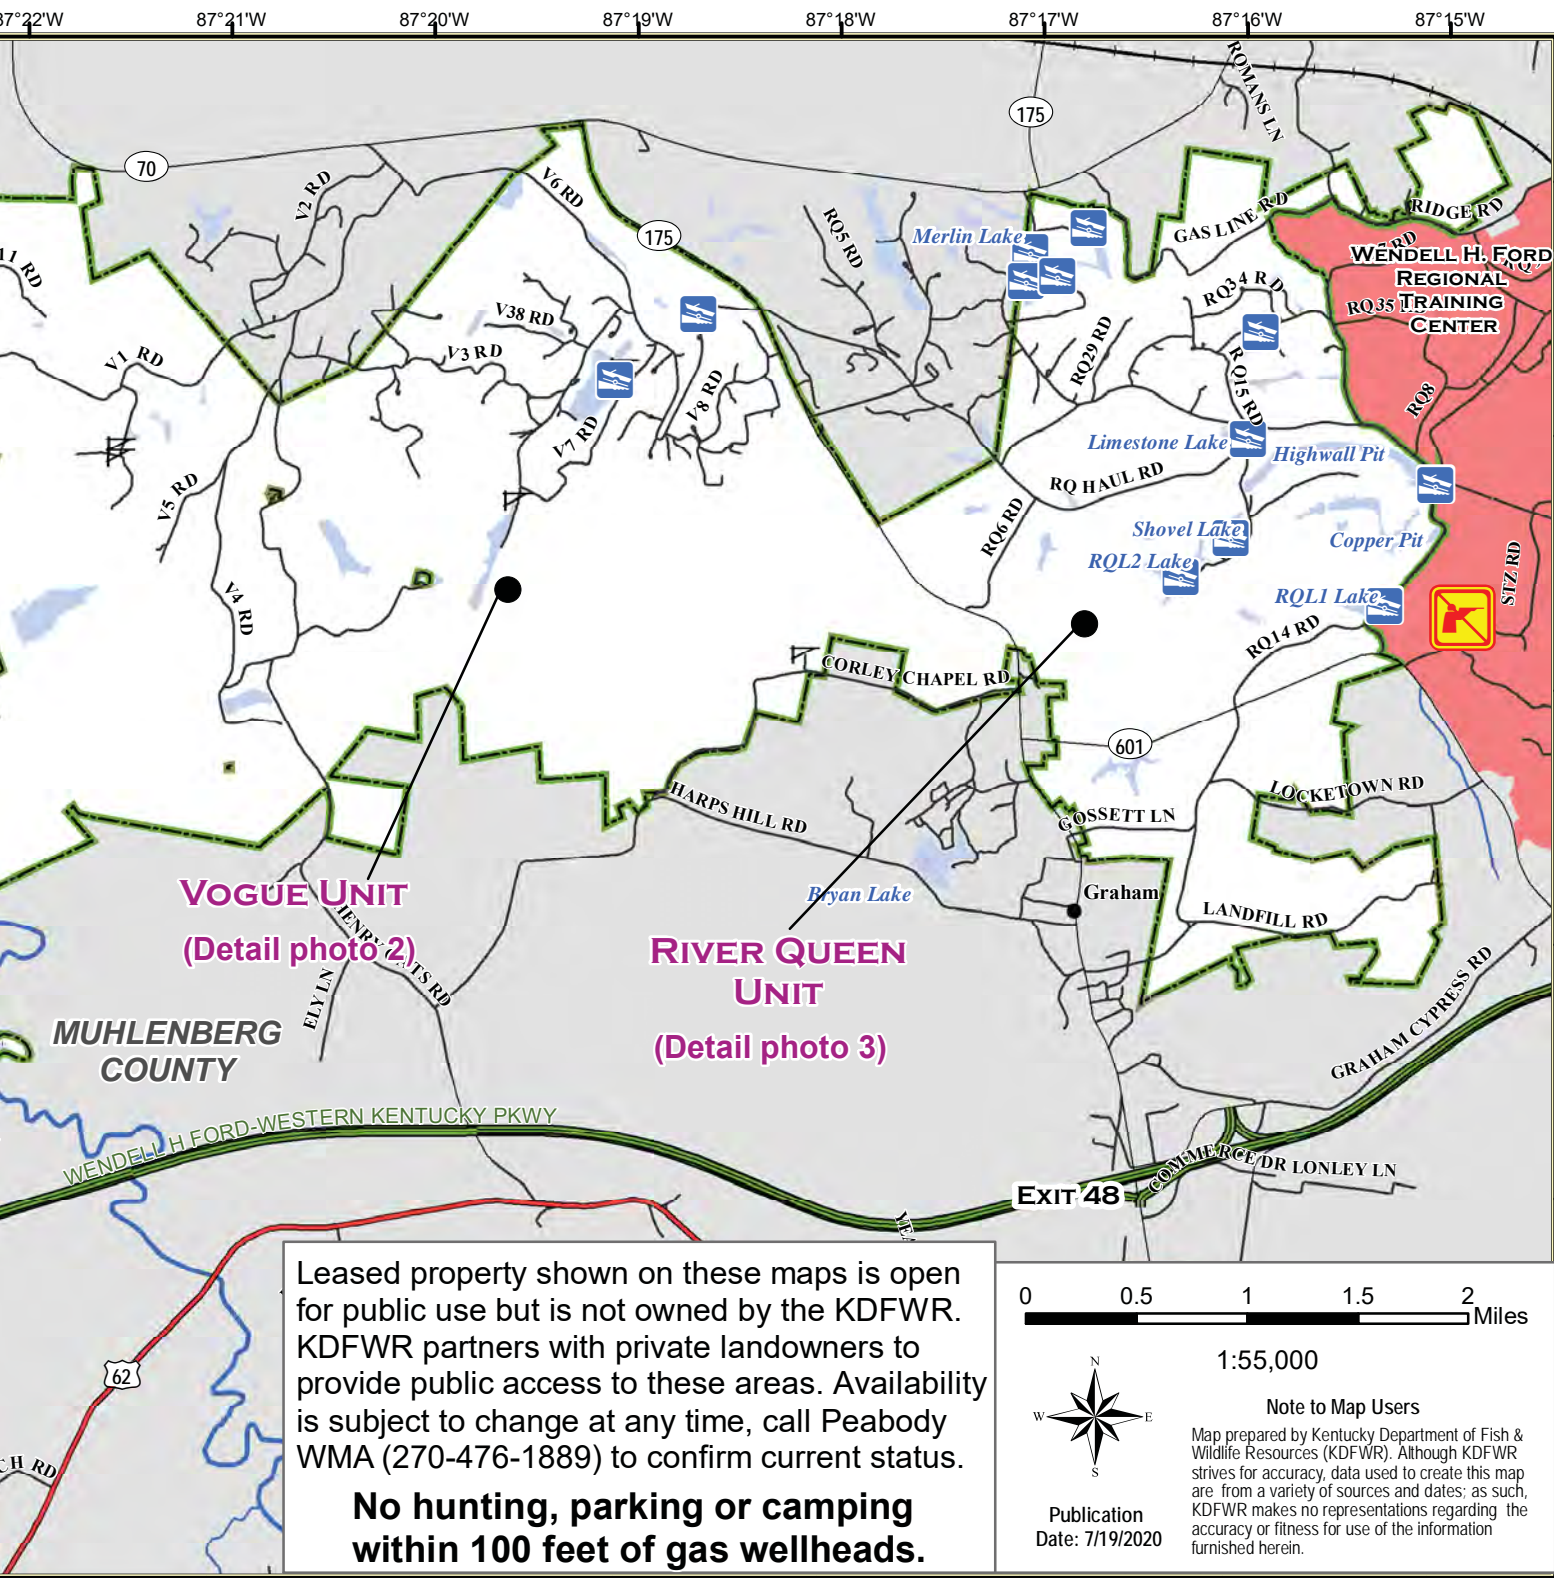 87°22'W 87°21'W 87°20'W 87°19'W 87°18'W 87°17'W 87°16'W 87°15'W
ROMANS LN
175
70
V2 RD
V6 RD
175
RQ5 RD
Merlin Lake
GAS LINE RD
RIDGE RD
WENDELL H. FORD
REGIONAL
TRAINING
CENTER
RQ34 RD
RQ35
V38 RD
V3 RD
V1 RD
RQ29 RD
RQ15 RD
RQ8
V8 RD
V7 RD
Limestone Lake
Highwall Pit
RQ HAUL RD
V5 RD
RQ6 RD
Shovel Lake
Copper Pit
RQL2 Lake
STZ RD
RQL1 Lake
V4 RD
RQ14 RD
CORLEY CHAPEL RD
601
HARPS HILL RD
LOCKETOWN RD
GOSSETT LN
VOGUE UNIT
(Detail photo 2)
Bryan Lake
Graham
LANDFILL RD
RIVER QUEEN
UNIT
(Detail photo 3)
ELY LN
GRAHAM CYPRESS RD
MUHLENBERG
COUNTY
WENDELL H FORD-WESTERN KENTUCKY PKWY
COMMERCE DR
LONLEY LN
EXIT 48
62
CH RD
Leased property shown on these maps is open
for public use but is not owned by the KDFWR.
KDFWR partners with private landowners to
provide public access to these areas. Availability
is subject to change at any time, call Peabody
WMA (270-476-1889) to confirm current status.
No hunting, parking or camping
within 100 feet of gas wellheads.
0 0.5 1 1.5 2
Miles
1:55,000
N
W E
S
Publication
Date: 7/19/2020
Note to Map Users
Map prepared by Kentucky Department of Fish &
Wildlife Resources (KDFWR). Although KDFWR
strives for accuracy, data used to create this map
are from a variety of sources and dates; as such,
KDFWR makes no representations regarding the
accuracy or fitness for use of the information
furnished herein.